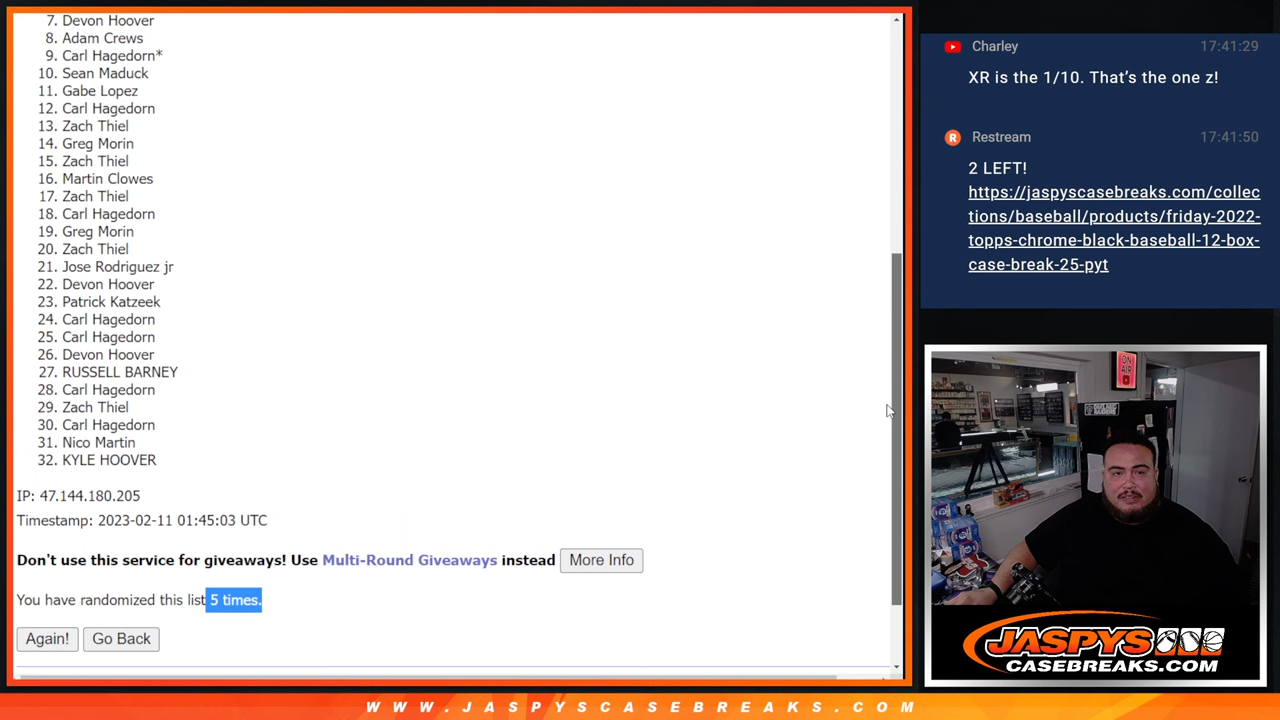 7. Devon Hoover
8. Adam Crews
9. Carl Hagedorn*
10. Sean Maduck
11. Gabe Lopez
12. Carl Hagedorn
13. Zach Thiel
14. Greg Morin
15. Zach Thiel
16. Martin Clowes
17. Zach Thiel
18. Carl Hagedorn
19. Greg Morin
20. Zach Thiel
21. Jose Rodriguez jr
22. Devon Hoover
23. Patrick Katzeek
24. Carl Hagedorn
25. Carl Hagedorn
26. Devon Hoover
27. RUSSELL BARNEY
28. Carl Hagedorn
29. Zach Thiel
30. Carl Hagedorn
31. Nico Martin
32. KYLE HOOVER
IP: 47.144.180.205
Timestamp: 2023-02-11 01:45:03 UTC
Don't use this service for giveaways! Use Multi-Round Giveaways instead More Info
You have randomized this list 5 times.
Again! Go Back
Charley 17:41:29
XR is the 1/10. That’s the one z!
Restream 17:41:50
2 LEFT!
https://jaspyscasebreaks.com/collec
tions/baseball/products/friday-2022-
topps-chrome-black-baseball-12-box-
case-break-25-pyt
ON AIR
JASPYS
CASEBREAKS.COM
WWW.JASPYSCASEBREAKS.COM